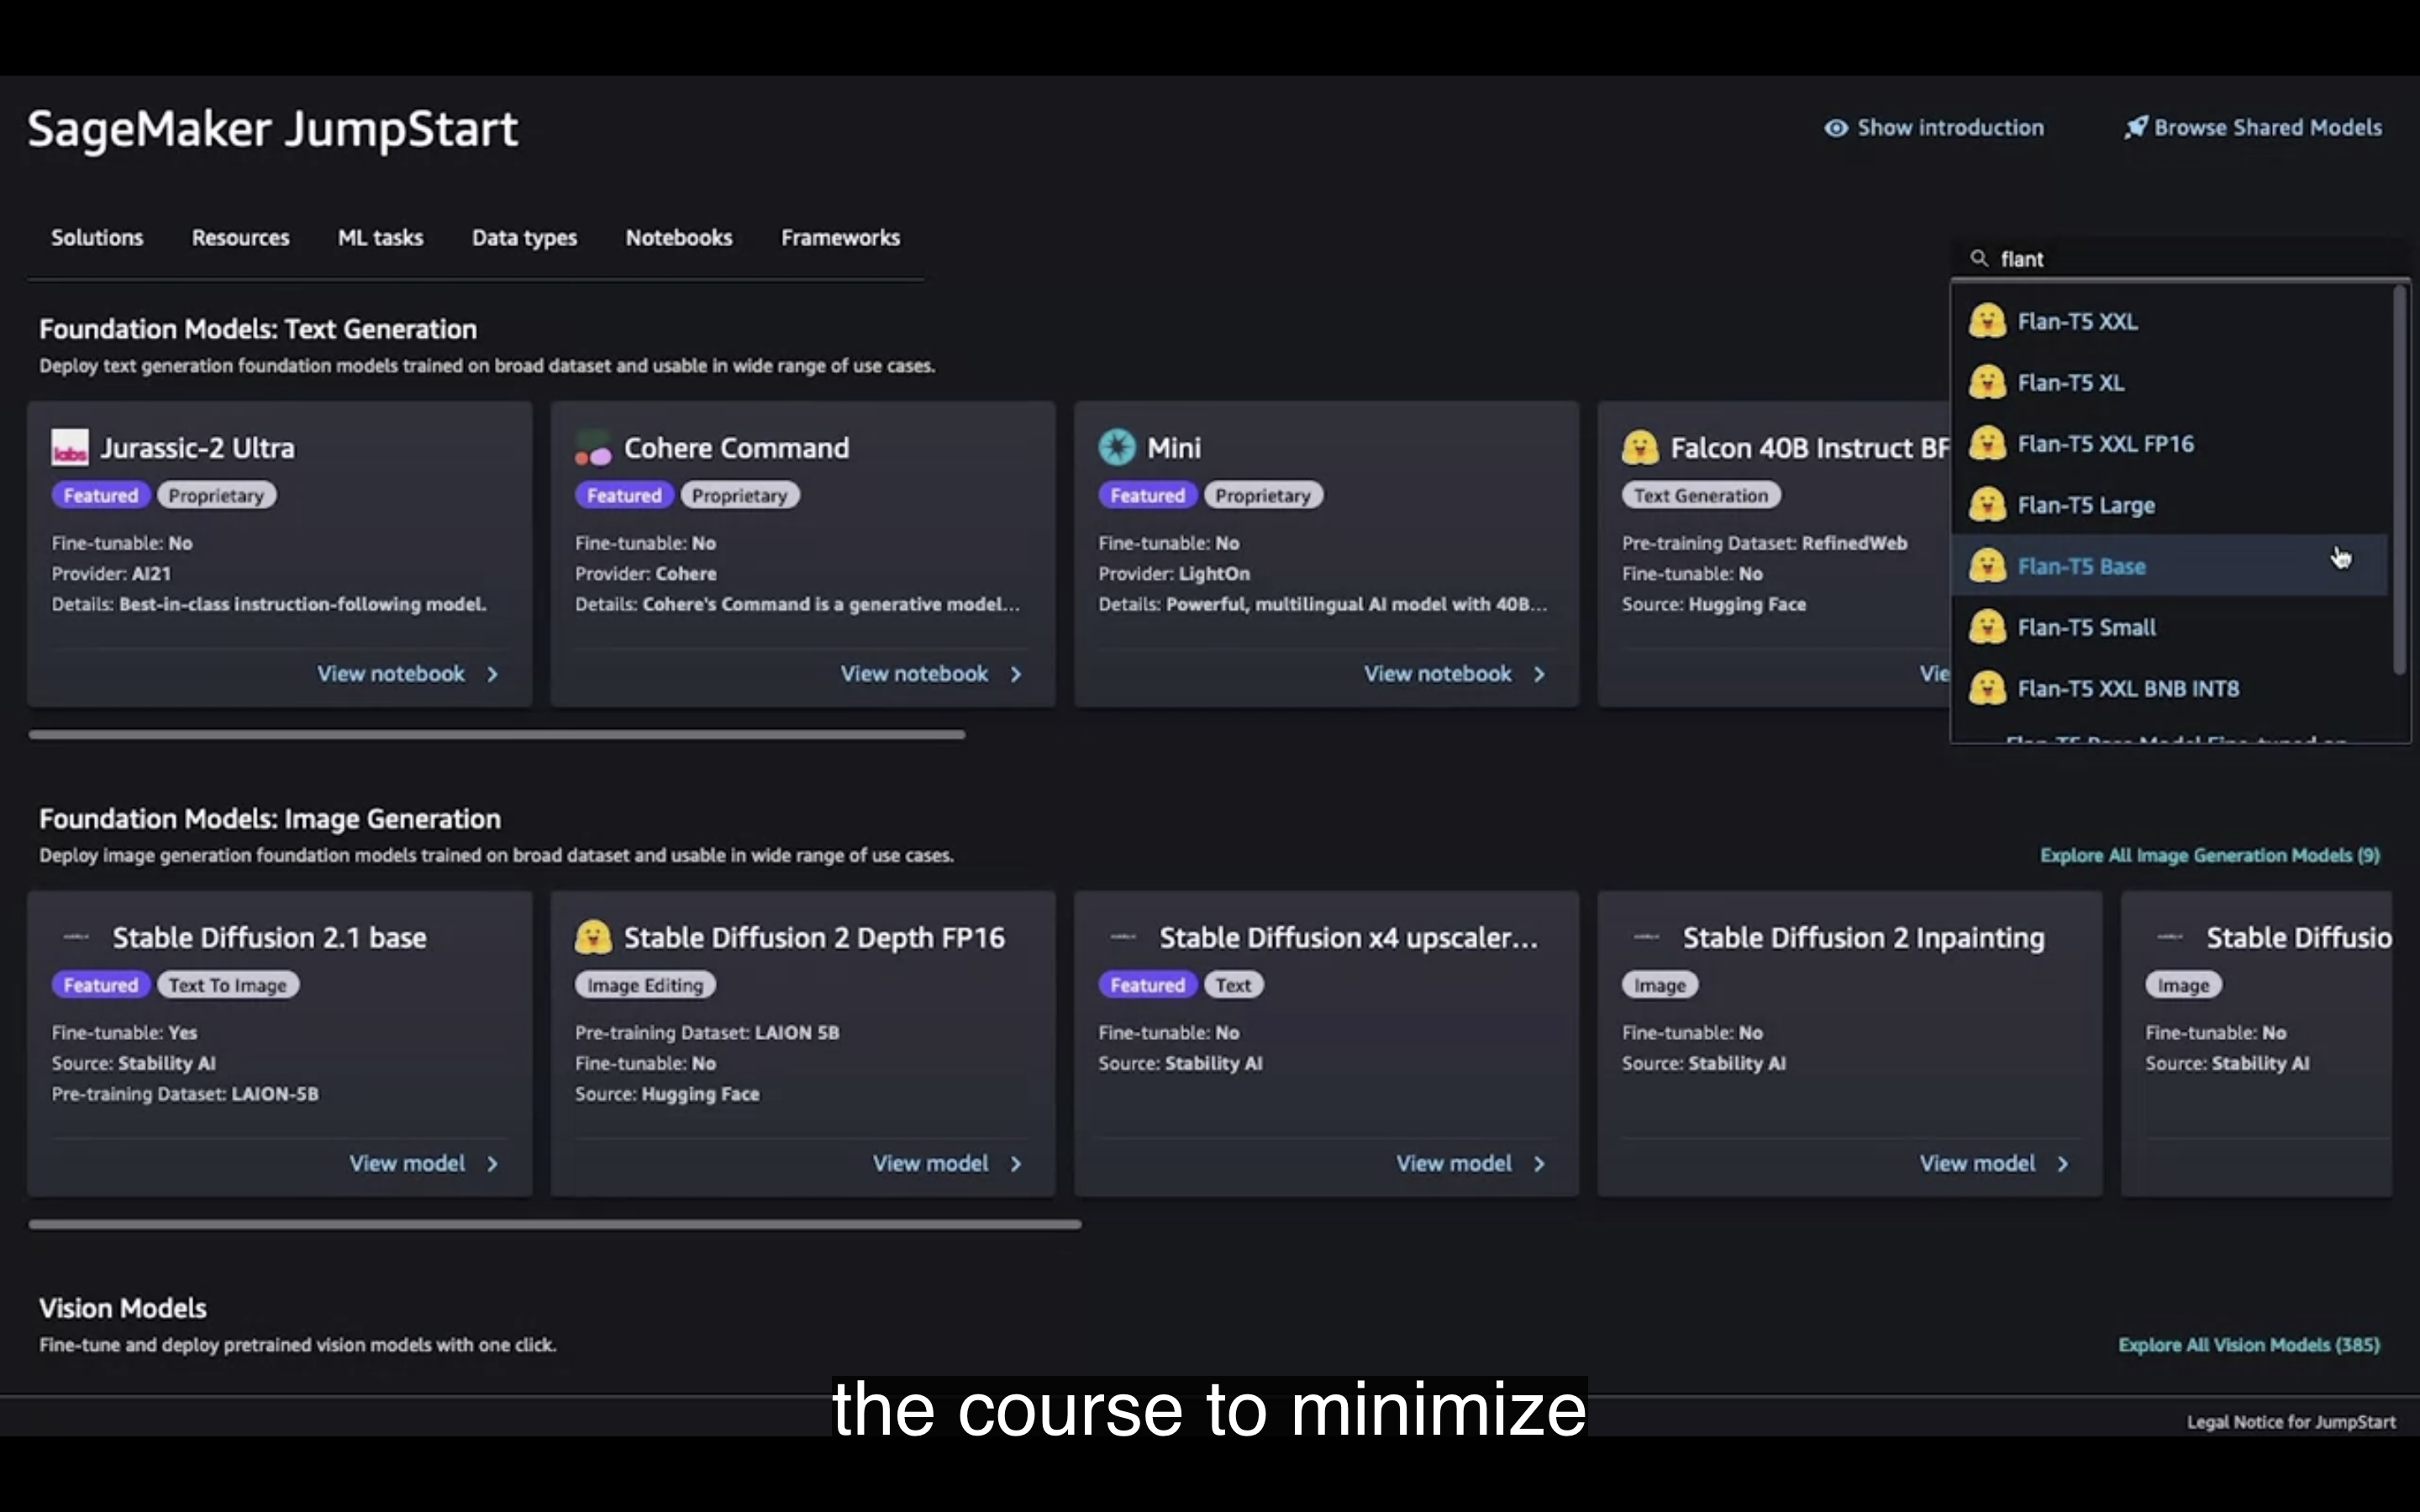 SageMaker JumpStart
Show introduction
Browse Shared Models
Solutions
Resources
ML tasks
Data types
Notebooks
Frameworks
flant
Flan-T5 XXL
Flan-T5 XL
Flan-T5 XXL FP16
Flan-T5 Large
Flan-T5 Base
Flan-T5 Small
Flan-T5 XXL BNB INT8
Flan-T5 Base Model Fine-tuned on
Foundation Models: Text Generation
Deploy text generation foundation models trained on broad dataset and usable in wide range of use cases.
labs
Jurassic-2 Ultra
Featured Proprietary
Fine-tunable: No
Provider: AI21
Details: Best-in-class instruction-following model.
View notebook
Cohere Command
Featured Proprietary
Fine-tunable: No
Provider: Cohere
Details: Cohere's Command is a generative model...
View notebook
Mini
Featured Proprietary
Fine-tunable: No
Provider: LightOn
Details: Powerful, multilingual AI model with 40B...
View notebook
Falcon 40B Instruct BF
Text Generation
Pre-training Dataset: RefinedWeb
Fine-tunable: No
Source: Hugging Face
Vie
Foundation Models: Image Generation
Deploy image generation foundation models trained on broad dataset and usable in wide range of use cases.
Explore All Image Generation Models (9)
Stable Diffusion 2.1 base
Featured Text To Image
Fine-tunable: Yes
Source: Stability AI
Pre-training Dataset: LAION-5B
View model
Stable Diffusion 2 Depth FP16
Image Editing
Pre-training Dataset: LAION 5B
Fine-tunable: No
Source: Hugging Face
View model
Stable Diffusion x4 upscaler...
Featured Text
Fine-tunable: No
Source: Stability AI
View model
Stable Diffusion 2 Inpainting
Image
Fine-tunable: No
Source: Stability AI
View model
Stable Diffusio
Image
Fine-tunable: No
Source: Stability AI
Vision Models
Fine-tune and deploy pretrained vision models with one click.
Explore All Vision Models (385)
the course to minimize
Legal Notice for JumpStart